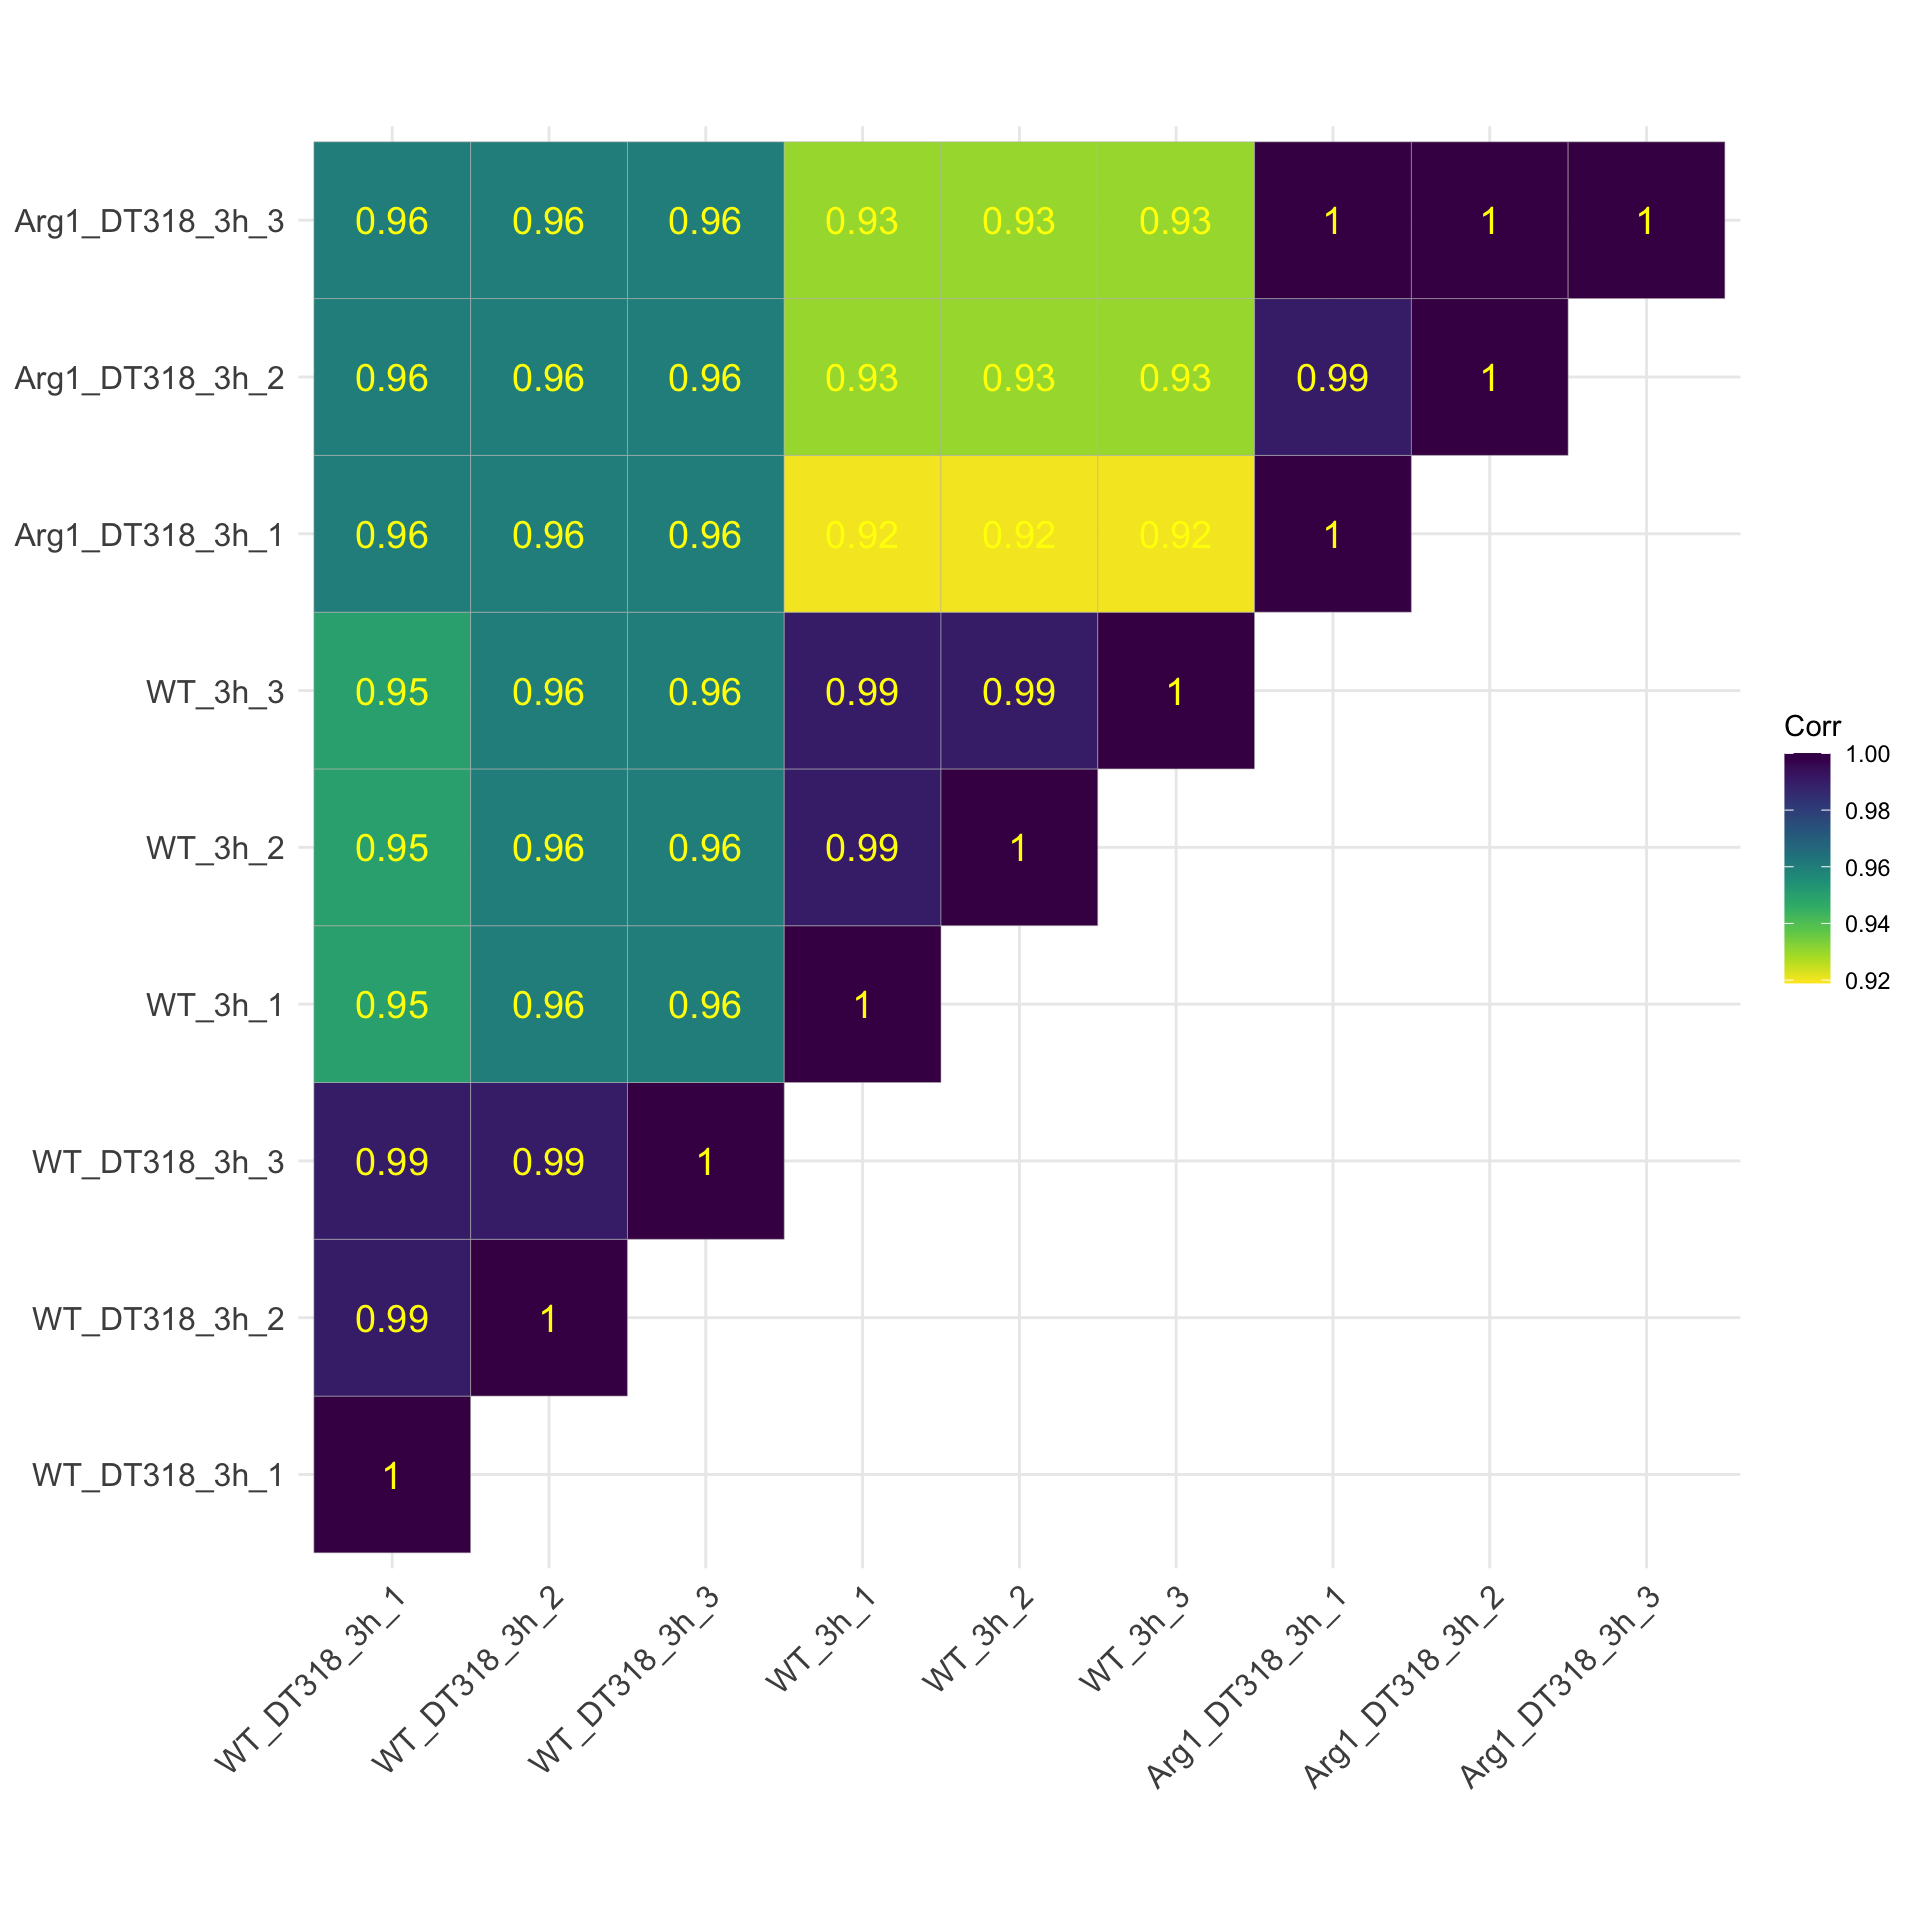 Arg1_DT318_3h_3 0.96 0.96 0.96 0.93 0.93 0.93 1 1 1
Arg1_DT318_3h_2 0.96 0.96 0.96 0.93 0.93 0.93 0.99 1
Arg1_DT318_3h_1 0.96 0.96 0.96 0.92 0.92 0.92 1
WT_3h_3 0.95 0.96 0.96 0.99 0.99 1
WT_3h_2 0.95 0.96 0.96 0.99 1
WT_3h_1 0.95 0.96 0.96 1
WT_DT318_3h_3 0.99 0.99 1
WT_DT318_3h_2 0.99 1
WT_DT318_3h_1 1
WT_DT318_3h_1
WT_DT318_3h_2
WT_DT318_3h_3
WT_3h_1
WT_3h_2
WT_3h_3
Arg1_DT318_3h_1
Arg1_DT318_3h_2
Arg1_DT318_3h_3
Corr
1.00
0.98
0.96
0.94
0.92